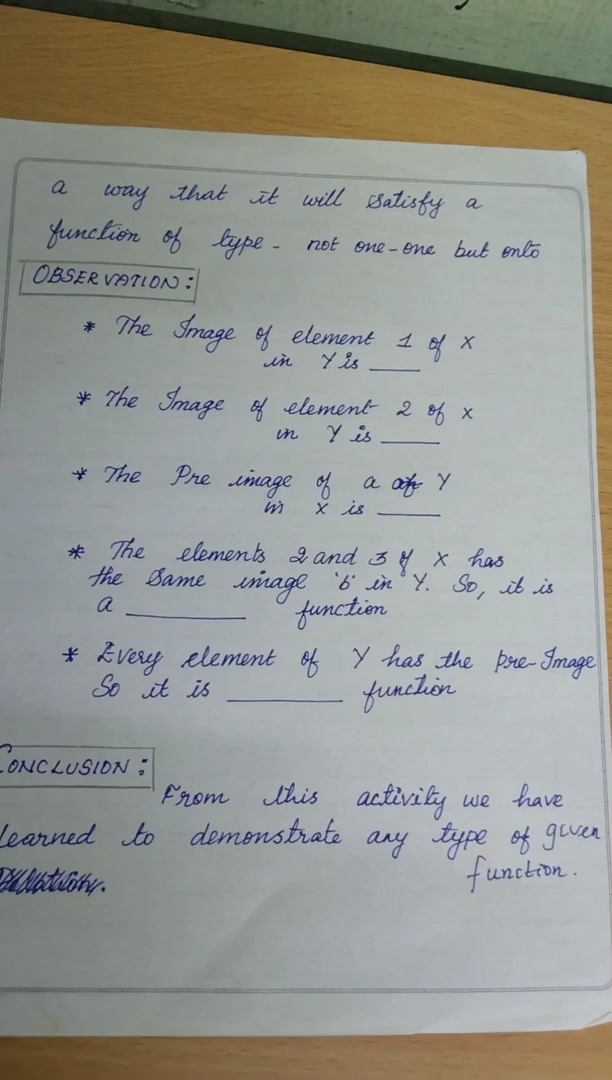 a way that it will satisfy a
function of type - not one-one but onto
OBSERVATION:
* The Image of element 1 of X
in Y is ____
* The Image of element 2 of X
in Y is ____
* The Pre image of a of Y
in X is ____
* The elements 2 and 3 of X has
the Same image 'b' in Y. So, it is
a ________ function
* Every element of Y has the pre-Image
So it is ________ function
CONCLUSION:
From this activity we have
learned to demonstrate any type of given
function.